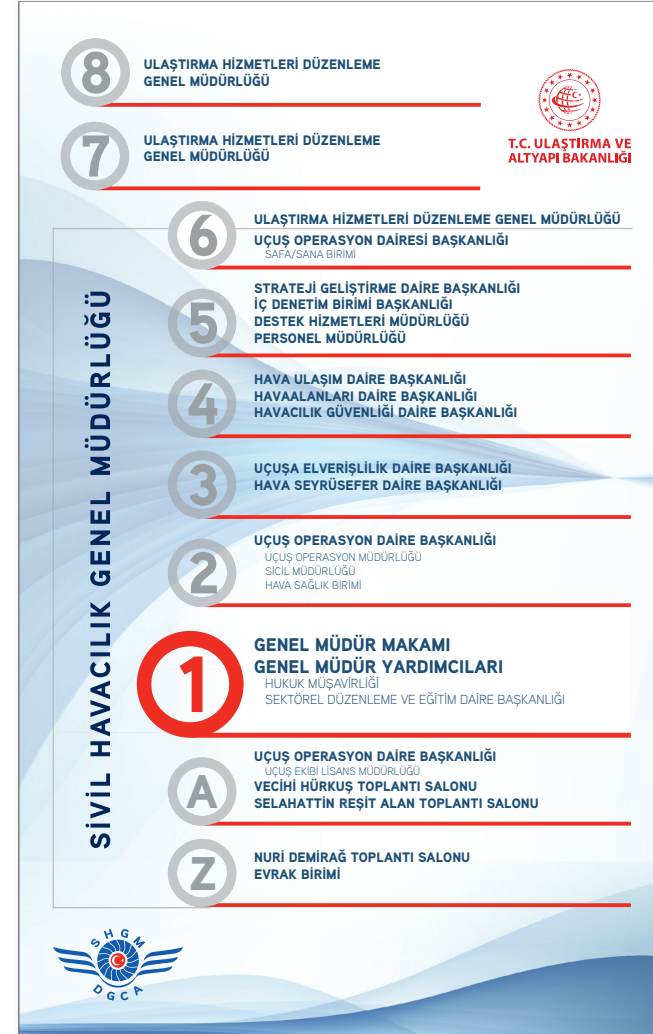 8
ULAŞTIRMA HİZMETLERİ DÜZENLEME
GENEL MÜDÜRLÜĞÜ
7
ULAŞTIRMA HİZMETLERİ DÜZENLEME
GENEL MÜDÜRLÜĞÜ
T.C. ULAŞTIRMA VE
ALTYAPI BAKANLIĞI
SİVİL HAVACILIK GENEL MÜDÜRLÜĞÜ
6
ULAŞTIRMA HİZMETLERİ DÜZENLEME GENEL MÜDÜRLÜĞÜ
UÇUŞ OPERASYON DAİRESİ BAŞKANLIĞI
SAFA/SANA BİRİMİ
5
STRATEJİ GELİŞTİRME DAİRE BAŞKANLIĞI
İÇ DENETİM BİRİMİ BAŞKANLIĞI
DESTEK HİZMETLERİ MÜDÜRLÜĞÜ
PERSONEL MÜDÜRLÜĞÜ
4
HAVA ULAŞIM DAİRE BAŞKANLIĞI
HAVAALANLARI DAİRE BAŞKANLIĞI
HAVACILIK GÜVENLİĞİ DAİRE BAŞKANLIĞI
3
UÇUŞA ELVERİŞLİLİK DAİRE BAŞKANLIĞI
HAVA SEYRÜSEFER DAİRE BAŞKANLIĞI
2
UÇUŞ OPERASYON DAİRE BAŞKANLIĞI
UÇUŞ OPERASYON MÜDÜRLÜĞÜ
SİCİL MÜDÜRLÜĞÜ
HAVA SAĞLIK BİRİMİ
1
GENEL MÜDÜR MAKAMI
GENEL MÜDÜR YARDIMCILARI
HUKUK MÜŞAVİRLİĞİ
SEKTÖREL DÜZENLEME VE EĞİTİM DAİRE BAŞKANLIĞI
A
UÇUŞ OPERASYON DAİRE BAŞKANLIĞI
UÇUŞ EKİBİ LİSANS MÜDÜRLÜĞÜ
VECİHİ HÜRKUŞ TOPLANTI SALONU
SELAHATTİN REŞİT ALAN TOPLANTI SALONU
Z
NURİ DEMİRAĞ TOPLANTI SALONU
EVRAK BİRİMİ
SHGM
DGCA